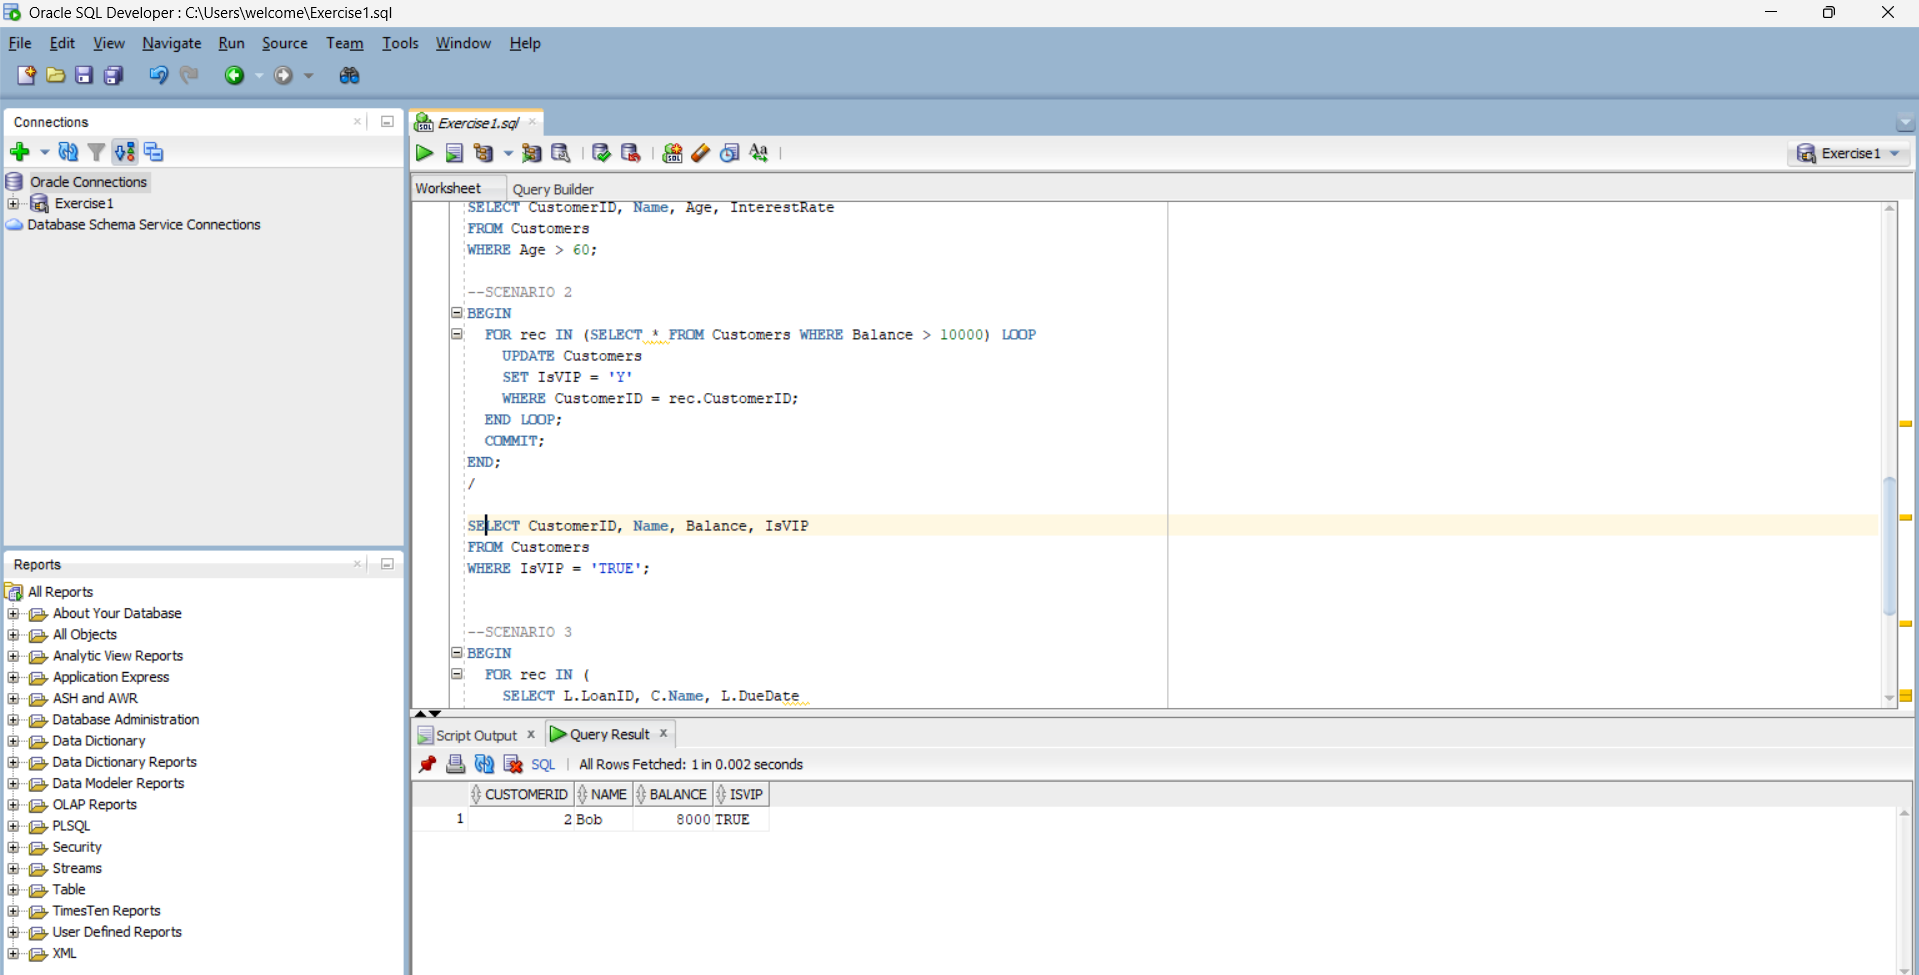 Oracle SQL Developer : C:\Users\welcome\Exercise1.sql
File Edit View Navigate Run Source Team Tools Window Help
Connections
Oracle Connections
Exercise1
Database Schema Service Connections
Reports
All Reports
About Your Database
All Objects
Analytic View Reports
Application Express
ASH and AWR
Database Administration
Data Dictionary
Data Dictionary Reports
Data Modeler Reports
OLAP Reports
PLSQL
Security
Streams
Table
TimesTen Reports
User Defined Reports
XML
Exercise1.sql
Exercise1
Worksheet Query Builder
SELECT CustomerID, Name, Age, InterestRate
FROM Customers
WHERE Age > 60;
--SCENARIO 2
BEGIN
FOR rec IN (SELECT * FROM Customers WHERE Balance > 10000) LOOP
UPDATE Customers
SET IsVIP = 'Y'
WHERE CustomerID = rec.CustomerID;
END LOOP;
COMMIT;
END;
/
SELECT CustomerID, Name, Balance, IsVIP
FROM Customers
WHERE IsVIP = 'TRUE';
--SCENARIO 3
BEGIN
FOR rec IN (
SELECT L.LoanID, C.Name, L.DueDate
Script Output Query Result
SQL All Rows Fetched: 1 in 0.002 seconds
CUSTOMERID NAME BALANCE ISVIP
1 2 Bob 8000 TRUE